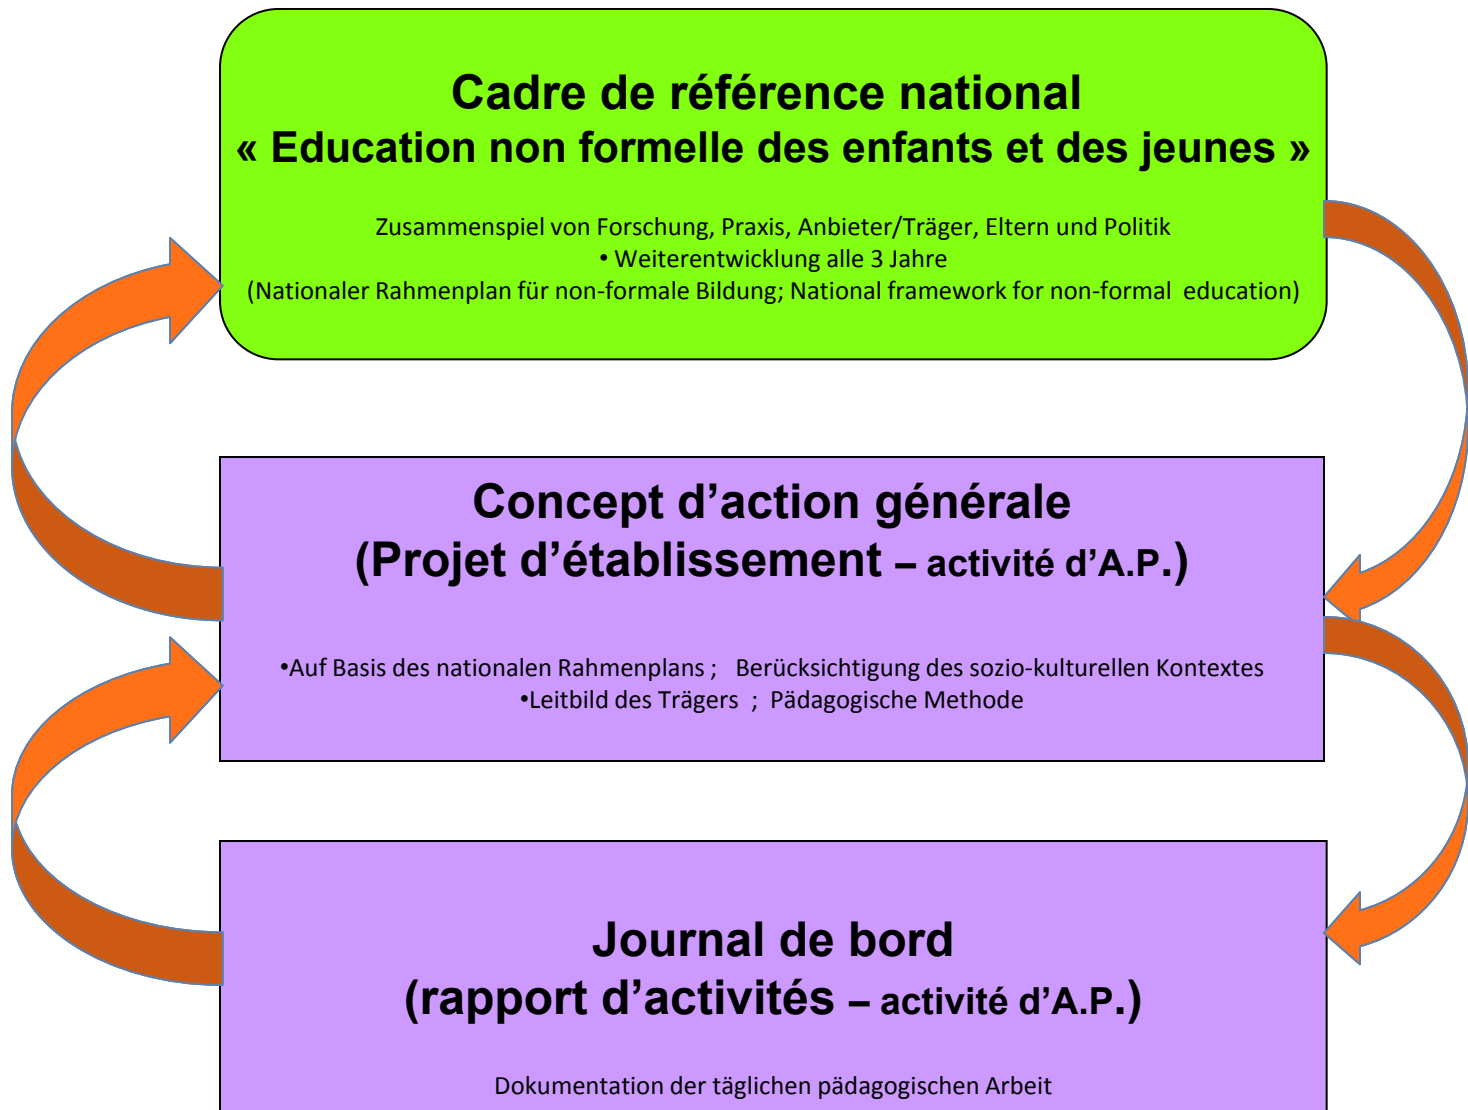 Cadre de référence national
« Education non formelle des enfants et des jeunes »
Zusammenspiel von Forschung, Praxis, Anbieter/Träger, Eltern und Politik
• Weiterentwicklung alle 3 Jahre
(Nationaler Rahmenplan für non-formale Bildung; National framework for non-formal education)
Concept d’action générale
(Projet d’établissement – activité d’A.P.)
•Auf Basis des nationalen Rahmenplans ; Berücksichtigung des sozio-kulturellen Kontextes
•Leitbild des Trägers ; Pädagogische Methode
Journal de bord
(rapport d’activités – activité d’A.P.)
Dokumentation der täglichen pädagogischen Arbeit